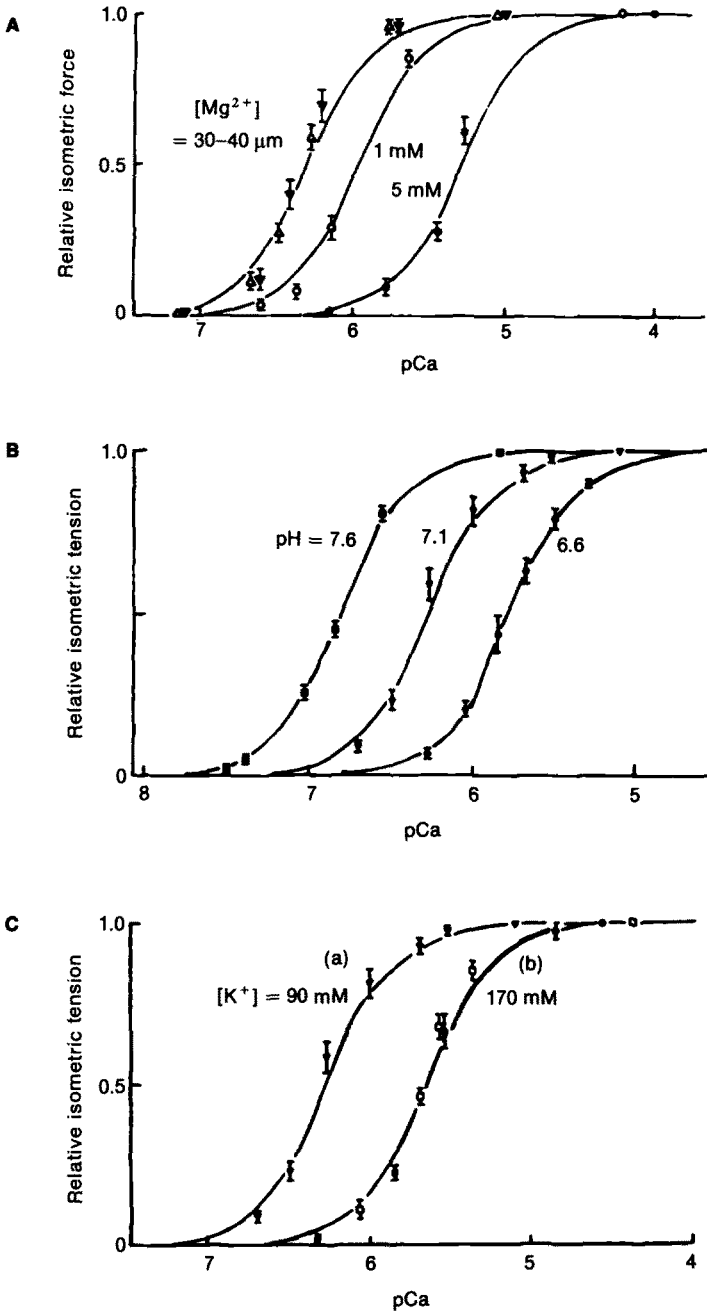 A
Relative isometric force
1.0
0.5
0
[Mg²⁺]
= 30–40 μm
1 mM
5 mM
7
6
5
4
pCa
B
Relative isometric tension
1.0
0
pH = 7.6
7.1
6.6
8
7
6
5
pCa
C
Relative isometric tension
1.0
0.5
0
(a)
[K⁺] = 90 mM
(b)
170 mM
7
6
5
4
pCa